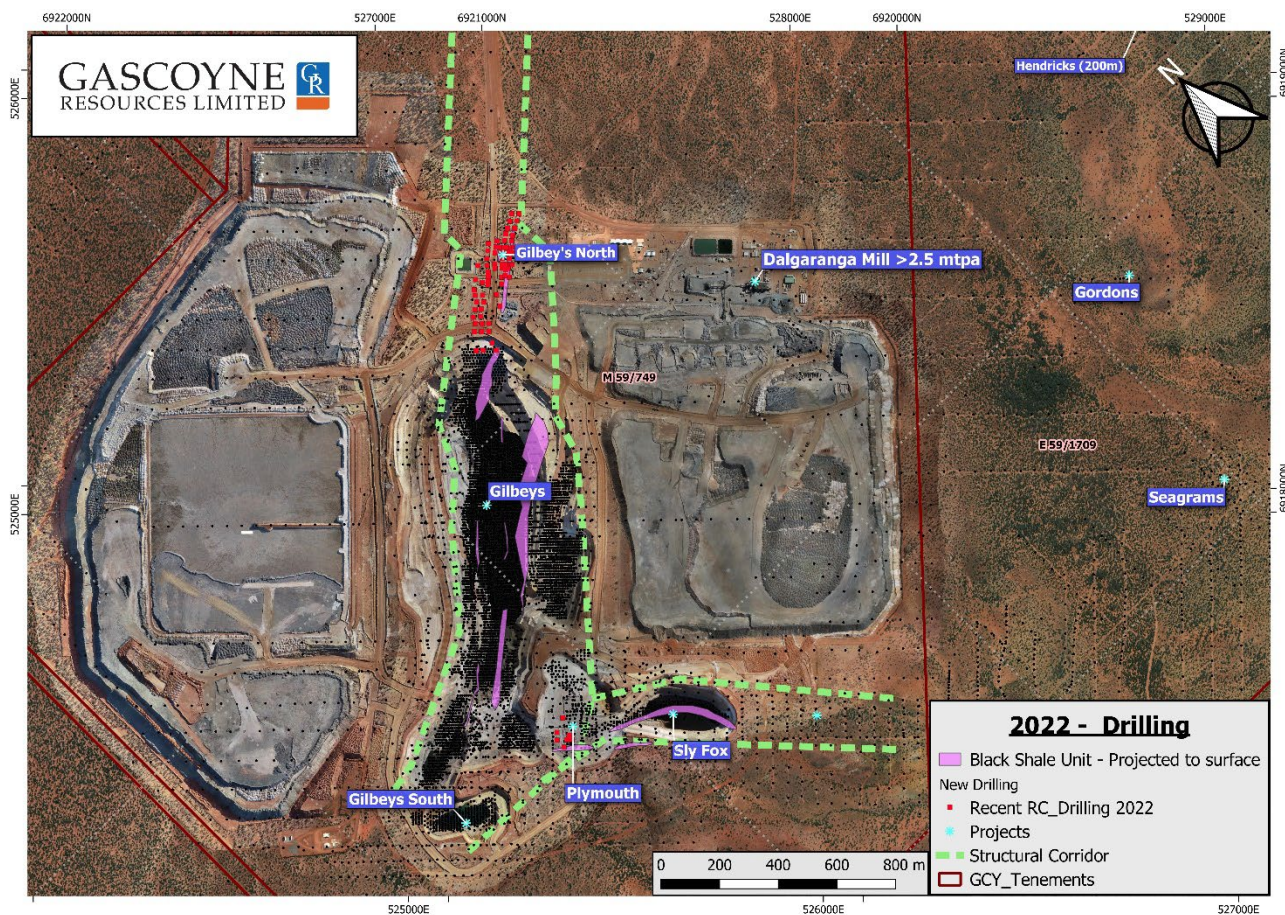 6922000N
527000E
6921000N
528000E
6920000N
529000E
GASCOYNE
RESOURCES LIMITED
GR
Hendricks (200m)
N
6919000N
526000E
Gilbey's North
Dalgaranga Mill >2.5 mtpa
Gordons
M 59/749
E 59/1709
Gilbeys
Seagrams
6918000N
525000E
Sly Fox
Plymouth
Gilbeys South
2022 - Drilling
Black Shale Unit - Projected to surface
New Drilling
Recent RC_Drilling 2022
Projects
Structural Corridor
GCY_Tenements
0 200 400 600 800 m
525000E
526000E
527000E